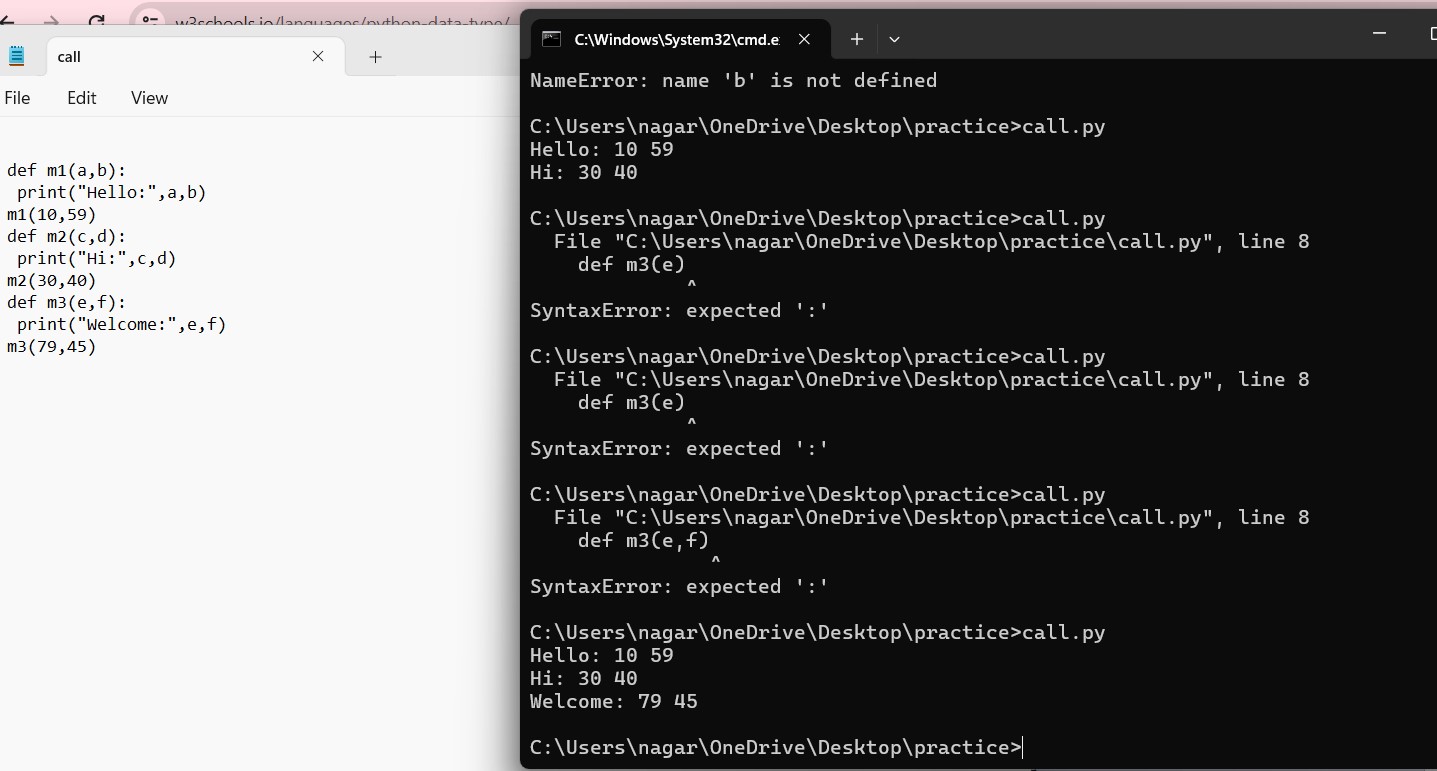 w3schools.io/languages/python-data-type/
call
File Edit View
def m1(a,b):
 print("Hello:",a,b)
m1(10,59)
def m2(c,d):
 print("Hi:",c,d)
m2(30,40)
def m3(e,f):
 print("Welcome:",e,f)
m3(79,45)
C:\Windows\System32\cmd.e
NameError: name 'b' is not defined
C:\Users\nagar\OneDrive\Desktop\practice>call.py
Hello: 10 59
Hi: 30 40
C:\Users\nagar\OneDrive\Desktop\practice>call.py
  File "C:\Users\nagar\OneDrive\Desktop\practice\call.py", line 8
    def m3(e)
             ^
SyntaxError: expected ':'
C:\Users\nagar\OneDrive\Desktop\practice>call.py
  File "C:\Users\nagar\OneDrive\Desktop\practice\call.py", line 8
    def m3(e)
             ^
SyntaxError: expected ':'
C:\Users\nagar\OneDrive\Desktop\practice>call.py
  File "C:\Users\nagar\OneDrive\Desktop\practice\call.py", line 8
    def m3(e,f)
               ^
SyntaxError: expected ':'
C:\Users\nagar\OneDrive\Desktop\practice>call.py
Hello: 10 59
Hi: 30 40
Welcome: 79 45
C:\Users\nagar\OneDrive\Desktop\practice>